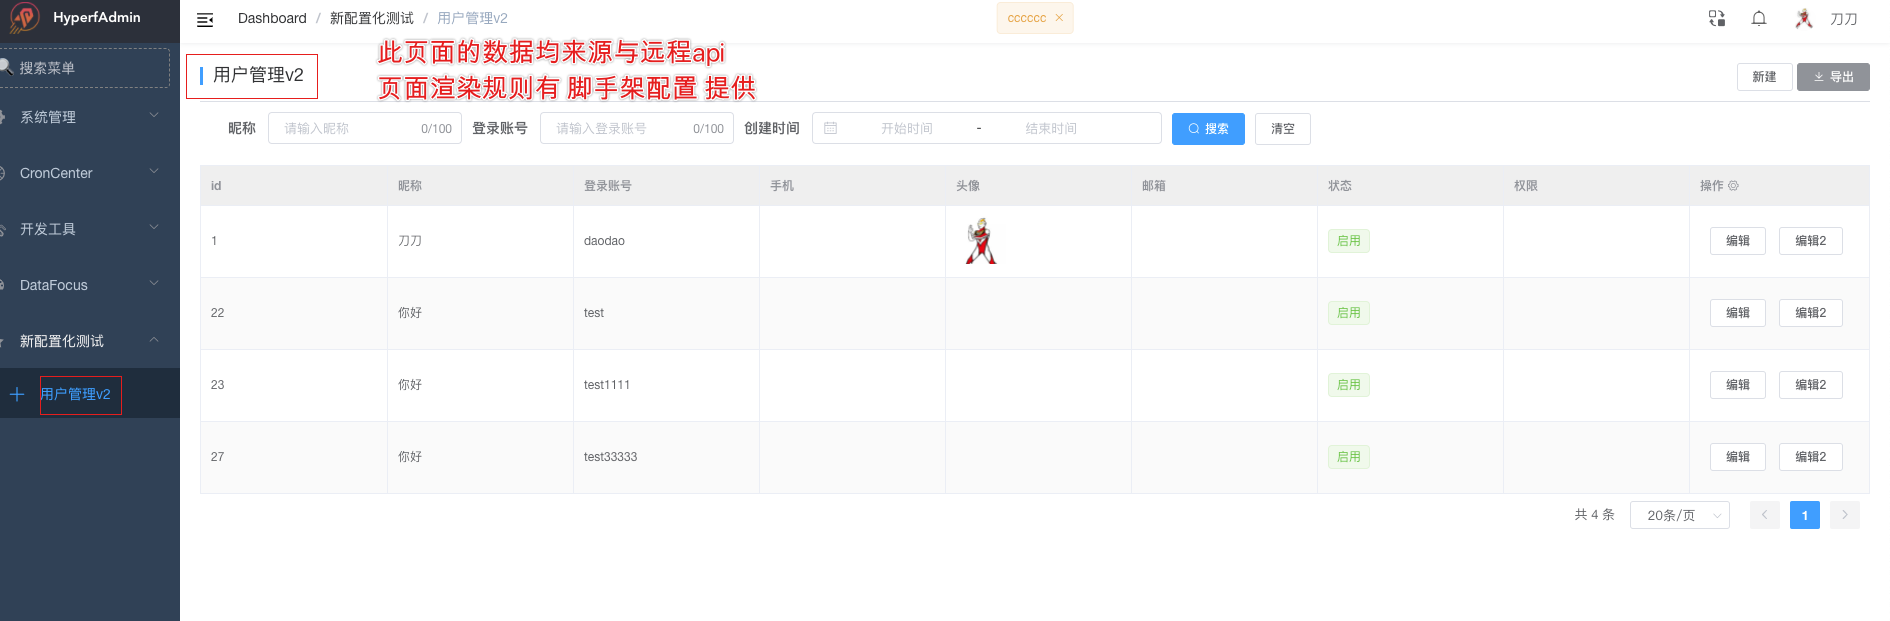 HyperfAdmin
Dashboard / 新配置化测试 / 用户管理v2
cccccc ×
刀刀
搜索菜单
系统管理
CronCenter
开发工具
DataFocus
新配置化测试
用户管理v2
用户管理v2
此页面的数据均来源与远程api
页面渲染规则有 脚手架配置 提供
新建 导出
昵称 请输入昵称 0/100 登录账号 请输入登录账号 0/100 创建时间 开始时间 - 结束时间 搜索 清空
id 昵称 登录账号 手机 头像 邮箱 状态 权限 操作
1 刀刀 daodao 启用 编辑 编辑2
22 你好 test 启用 编辑 编辑2
23 你好 test1111 启用 编辑 编辑2
27 你好 test33333 启用 编辑 编辑2
共 4 条 20条/页 1